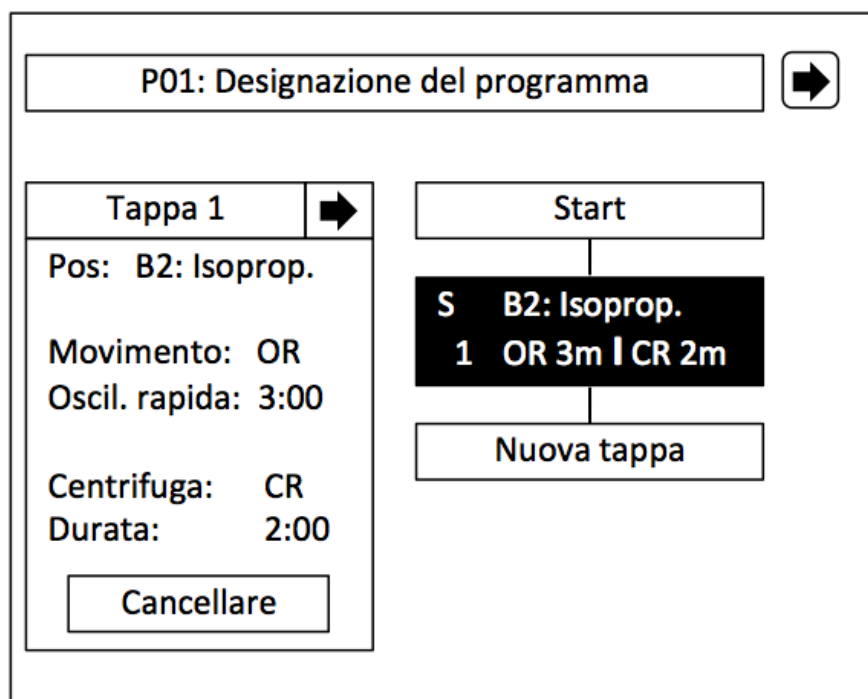 P01: Designazione del programma
Tappa 1
Pos: B2: Isoprop.
Movimento: OR
Oscil. rapida: 3:00
Centrifuga: CR
Durata: 2:00
Cancellare
Start
S B2: Isoprop.
1 OR 3m | CR 2m
Nuova tappa